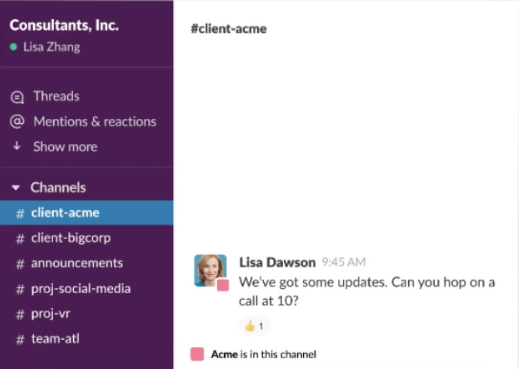 Consultants, Inc.
Lisa Zhang
Threads
Mentions & reactions
Show more
Channels
# client-acme
# client-bigcorp
# announcements
# proj-social-media
# proj-vr
# team-atl
#client-acme
Lisa Dawson 9:45 AM
We've got some updates. Can you hop on a
call at 10?
👍 1
Acme is in this channel